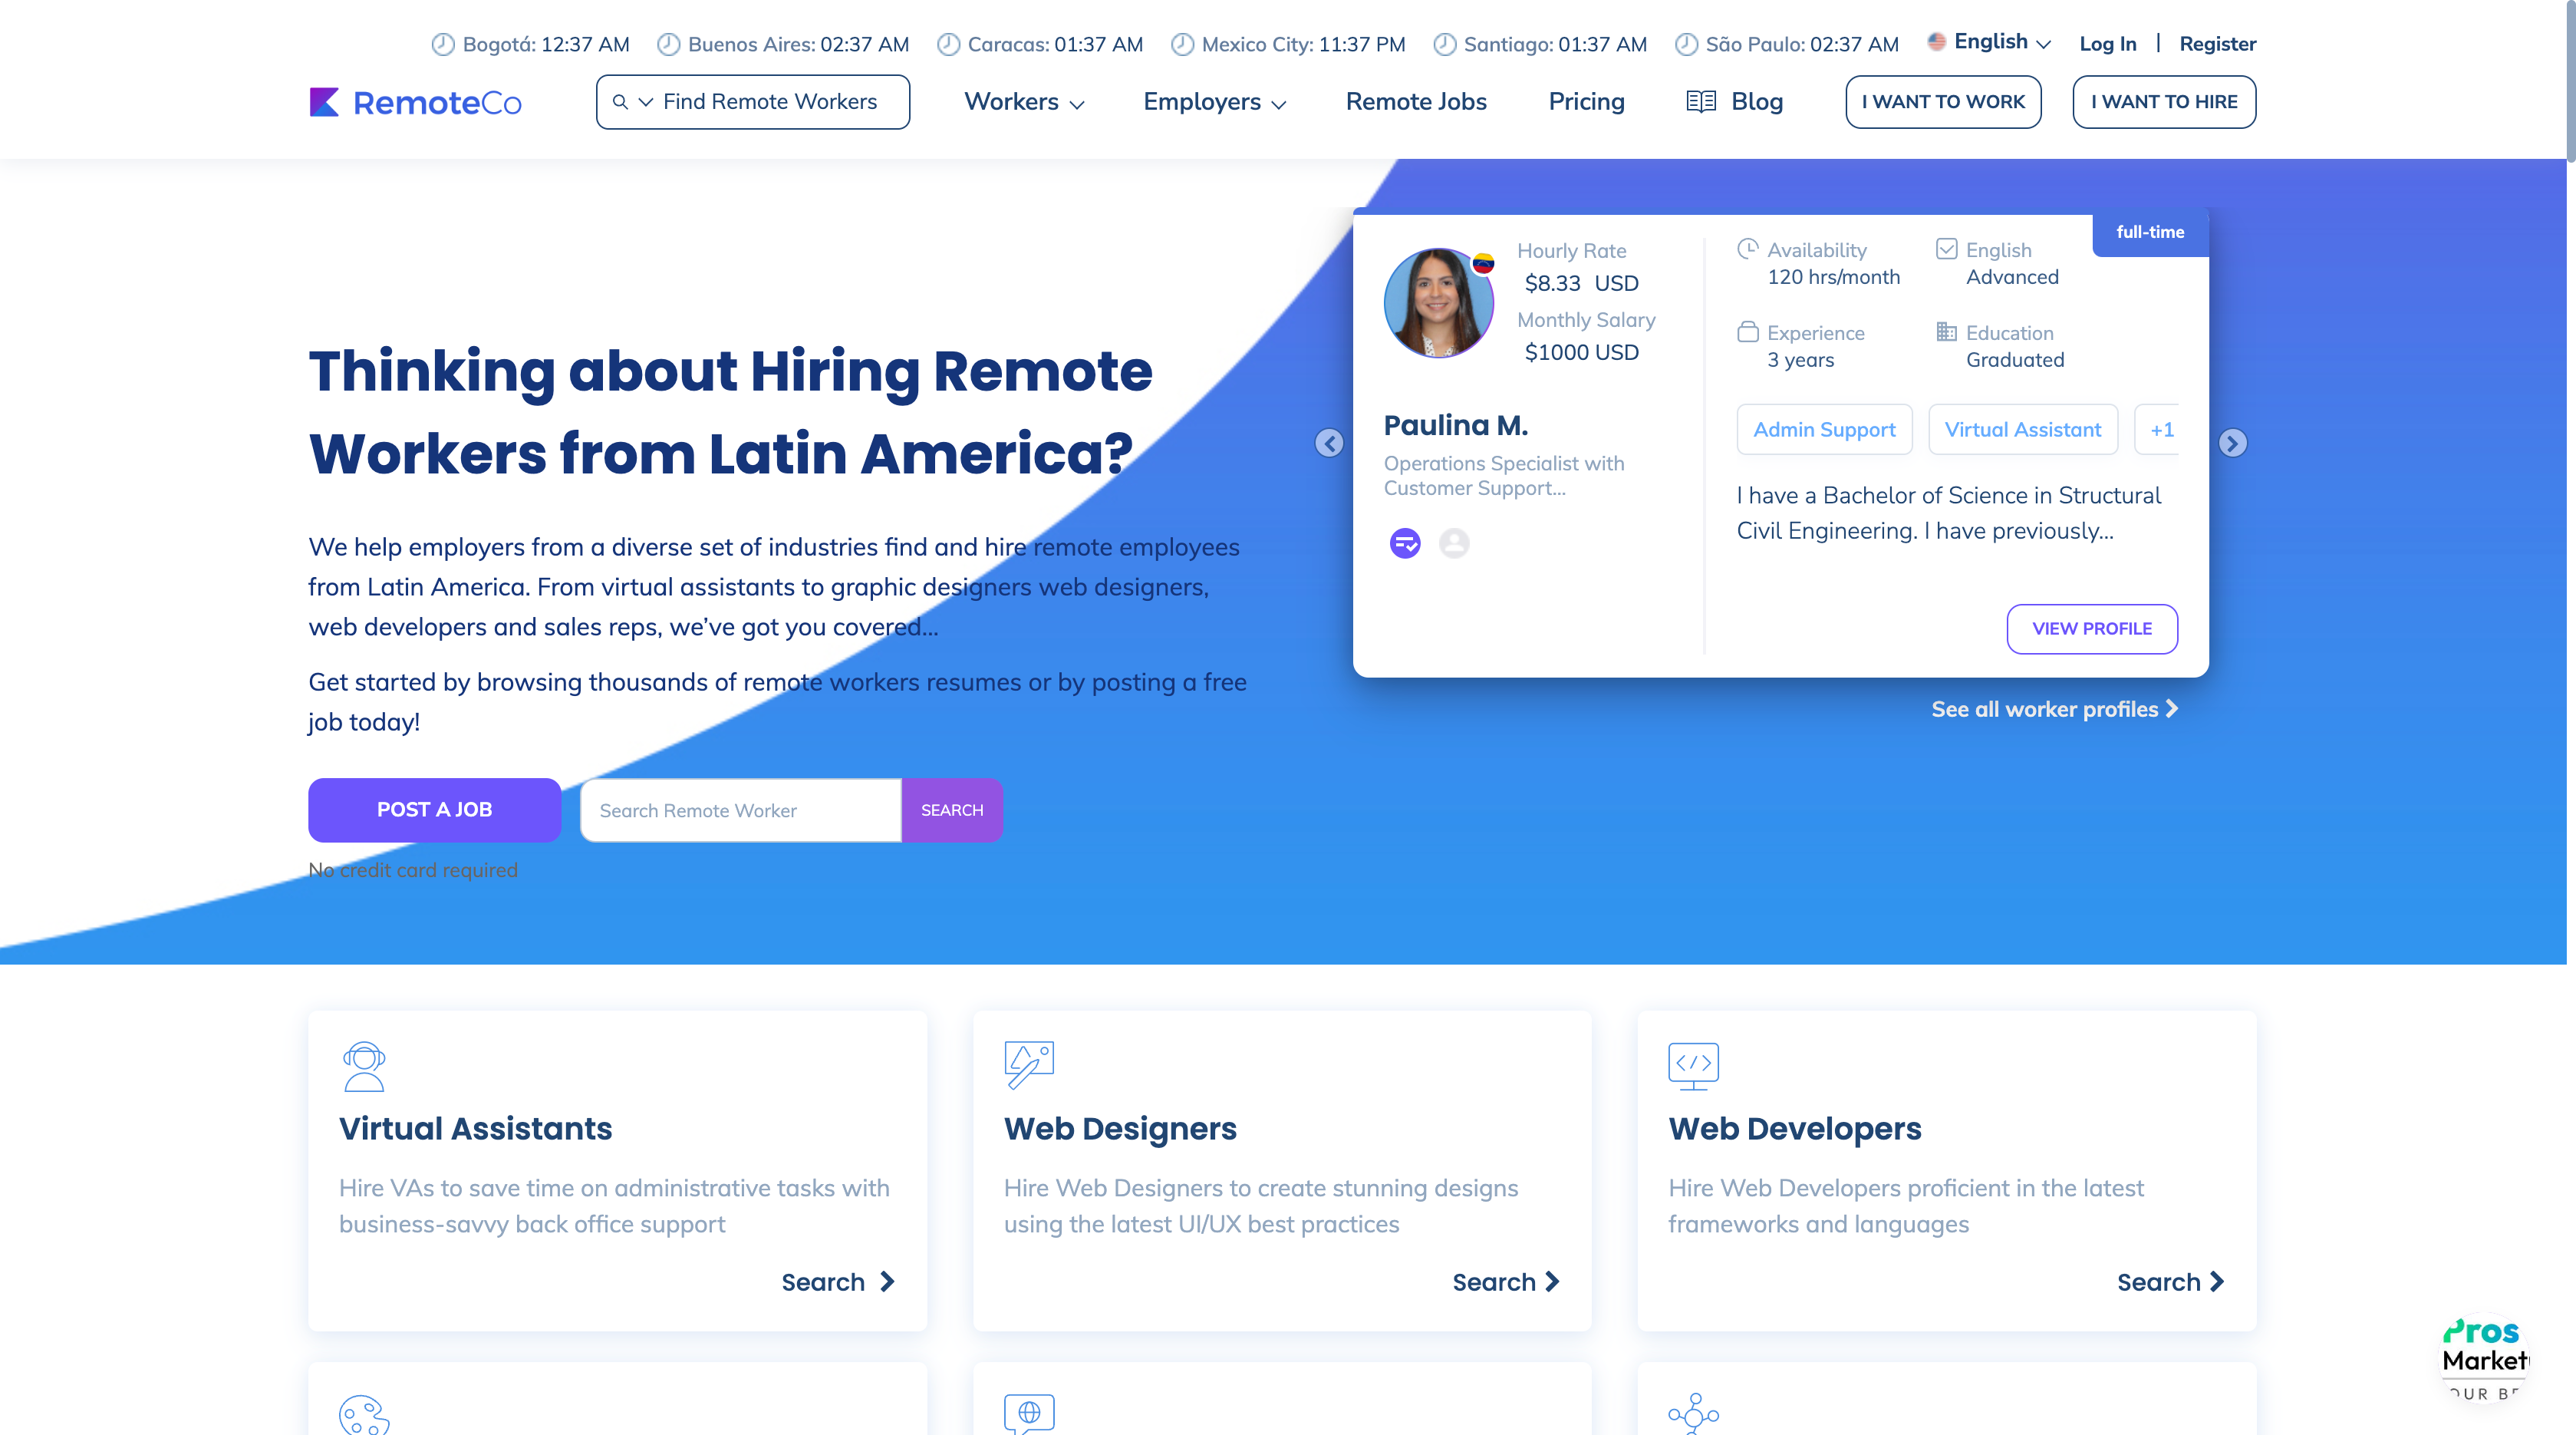 Bogotá: 12:37 AM Buenos Aires: 02:37 AM Caracas: 01:37 AM Mexico City: 11:37 PM Santiago: 01:37 AM São Paulo: 02:37 AM English Log In | Register
RemoteCo Find Remote Workers Workers Employers Remote Jobs Pricing Blog I WANT TO WORK I WANT TO HIRE
Thinking about Hiring Remote
Workers from Latin America?
We help employers from a diverse set of industries find and hire remote employees
from Latin America. From virtual assistants to graphic designers web designers,
web developers and sales reps, we’ve got you covered...
Get started by browsing thousands of remote workers resumes or by posting a free
job today!
POST A JOB
Search Remote Worker
SEARCH
No credit card required
full-time
Hourly Rate
$8.33 USD
Monthly Salary
$1000 USD
Paulina M.
Operations Specialist with
Customer Support...
Availability
120 hrs/month
English
Advanced
Experience
3 years
Education
Graduated
Admin Support Virtual Assistant +1
I have a Bachelor of Science in Structural
Civil Engineering. I have previously...
VIEW PROFILE
See all worker profiles
Virtual Assistants
Hire VAs to save time on administrative tasks with
business-savvy back office support
Search
Web Designers
Hire Web Designers to create stunning designs
using the latest UI/UX best practices
Search
Web Developers
Hire Web Developers proficient in the latest
frameworks and languages
Search
Pros
Market
OUR BE